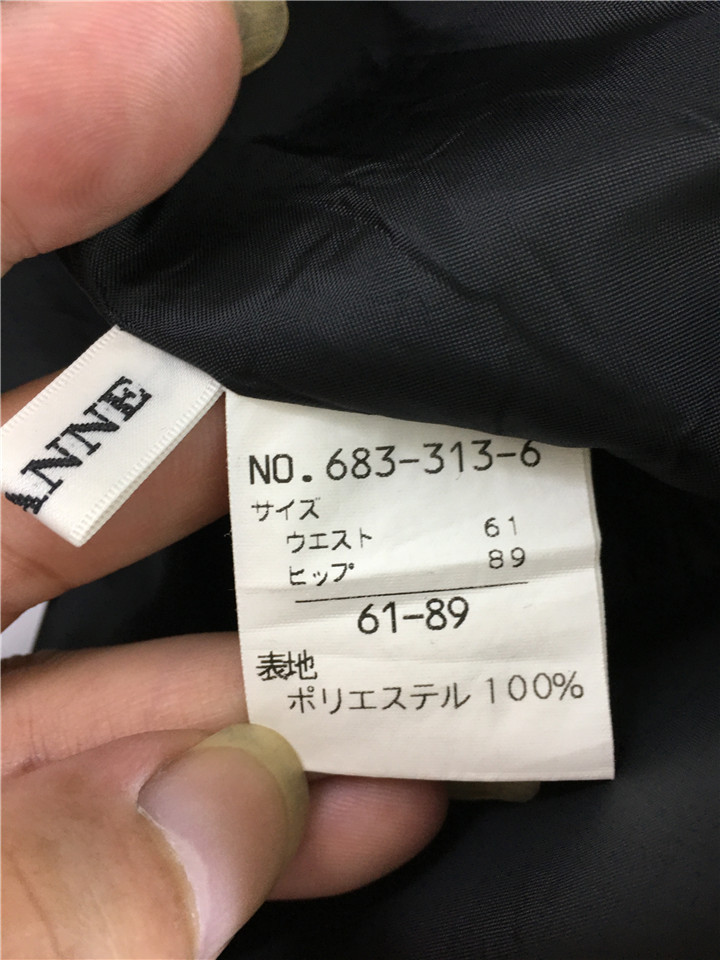 ANNE
NO.683-313-6
サイズ
ウエスト 61
ヒップ 89
61-89
表地
ポリエステル 100%